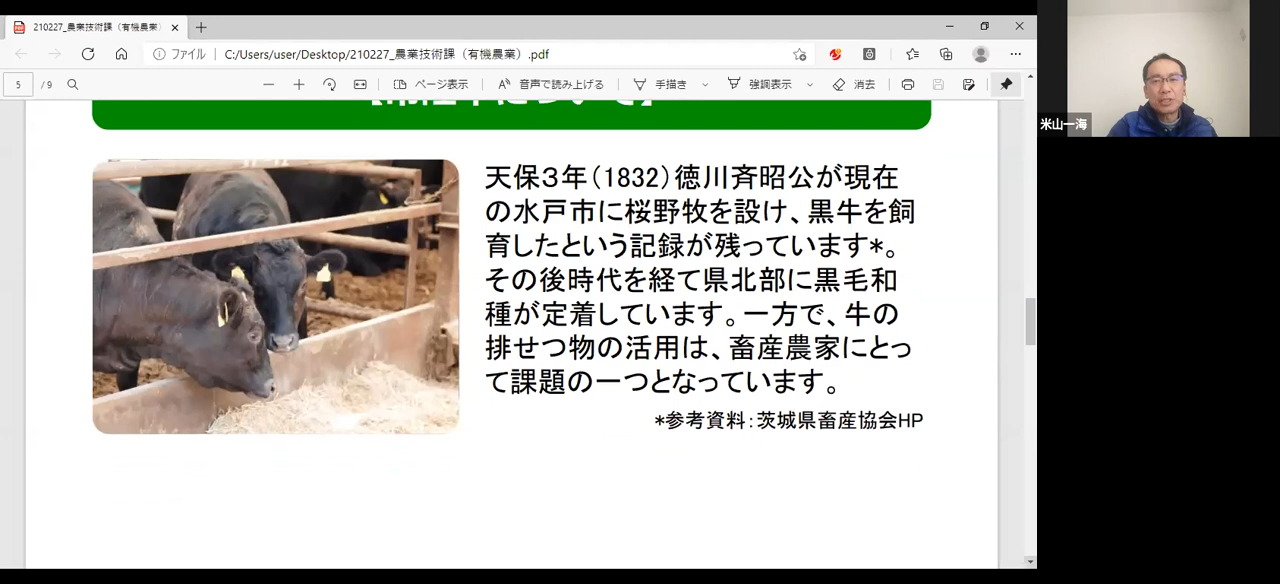 210227_農業技術課（有機農業）
ファイル
C:/Users/user/Desktop/210227_農業技術課（有機農業）.pdf
5
/9
ページ表示
音声で読み上げる
手描き
強調表示
消去
天保３年（1832）徳川斉昭公が現在
の水戸市に桜野牧を設け、黒牛を飼
育したという記録が残っています*。
その後時代を経て県北部に黒毛和
種が定着しています。一方で、牛の
排せつ物の活用は、畜産農家にとっ
て課題の一つとなっています。
*参考資料：茨城県畜産協会HP
米山一海